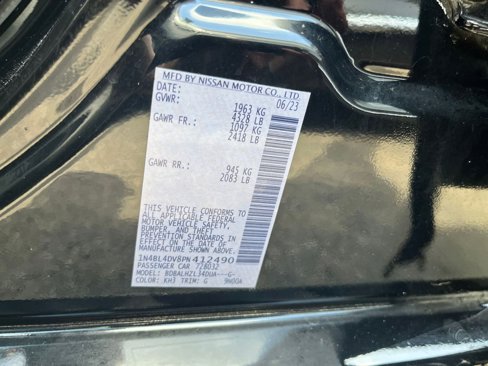 MFD BY NISSAN MOTOR CO., LTD.
DATE: 06/23
GVWR: 1963 KG
4328 LB
GAWR FR.: 1097 KG
2418 LB
GAWR RR.: 945 KG
2083 LB
THIS VEHICLE CONFORMS TO
ALL APPLICABLE FEDERAL
MOTOR VEHICLE SAFETY,
BUMPER, AND THEFT
PREVENTION STANDARDS IN
EFFECT ON THE DATE OF
MANUFACTURE SHOWN ABOVE.
1N4BL4DV8PN412490
PASSENGER CAR 728032
MODEL:
COLOR: KH3 TRIM: G